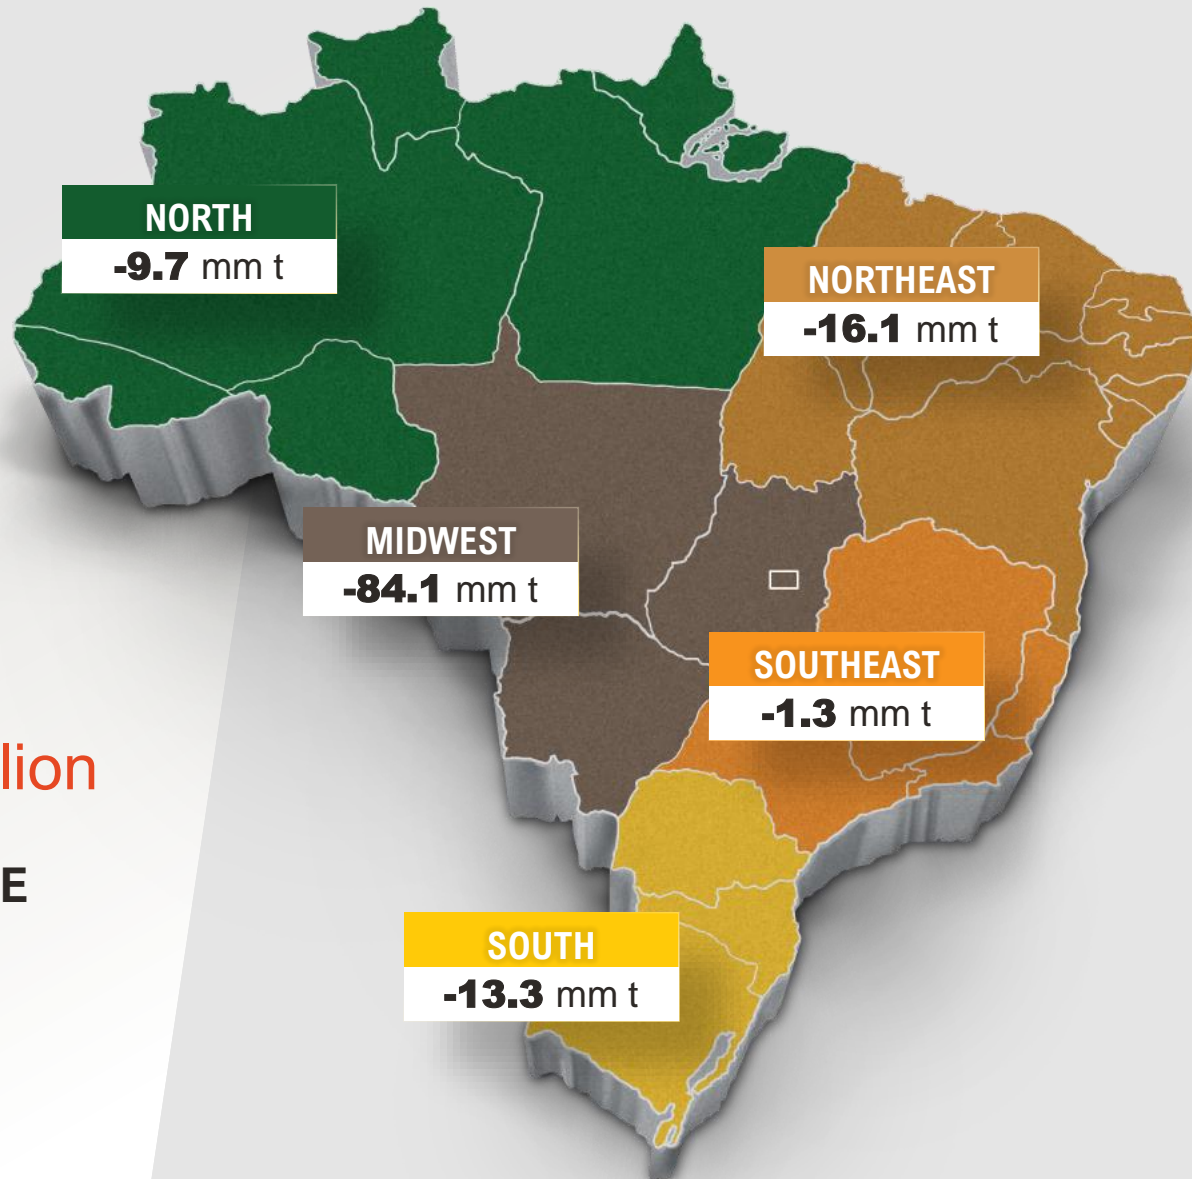 NORTH
-9.7 mm t
NORTHEAST
-16.1 mm t
MIDWEST
-84.1 mm t
SOUTHEAST
-1.3 mm t
lion
E
SOUTH
-13.3 mm t